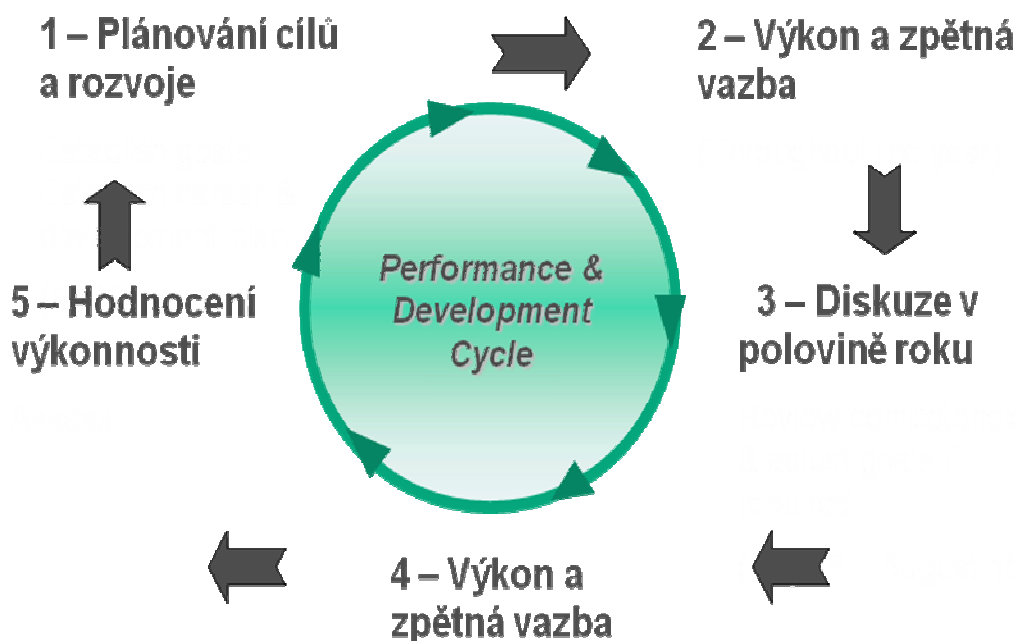 1 – Plánování cílů
a rozvoje
2 – Výkon a zpětná
vazba
Performance &
Development
Cycle
3 – Diskuze v
polovině roku
4 – Výkon a
zpětná vazba
5 – Hodnocení
výkonnosti